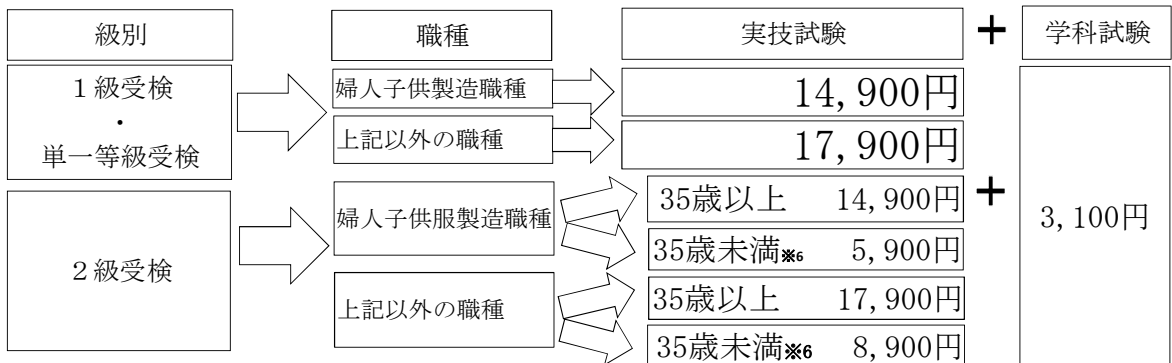 級別 職種 実技試験 + 学科試験
1級受検
・
単一等級受検
婦人子供製造職種 14,900円
上記以外の職種 17,900円
2級受検
婦人子供服製造職種
35歳以上 14,900円
35歳未満※6 5,900円
上記以外の職種
35歳以上 17,900円
35歳未満※6 8,900円
+
3,100円